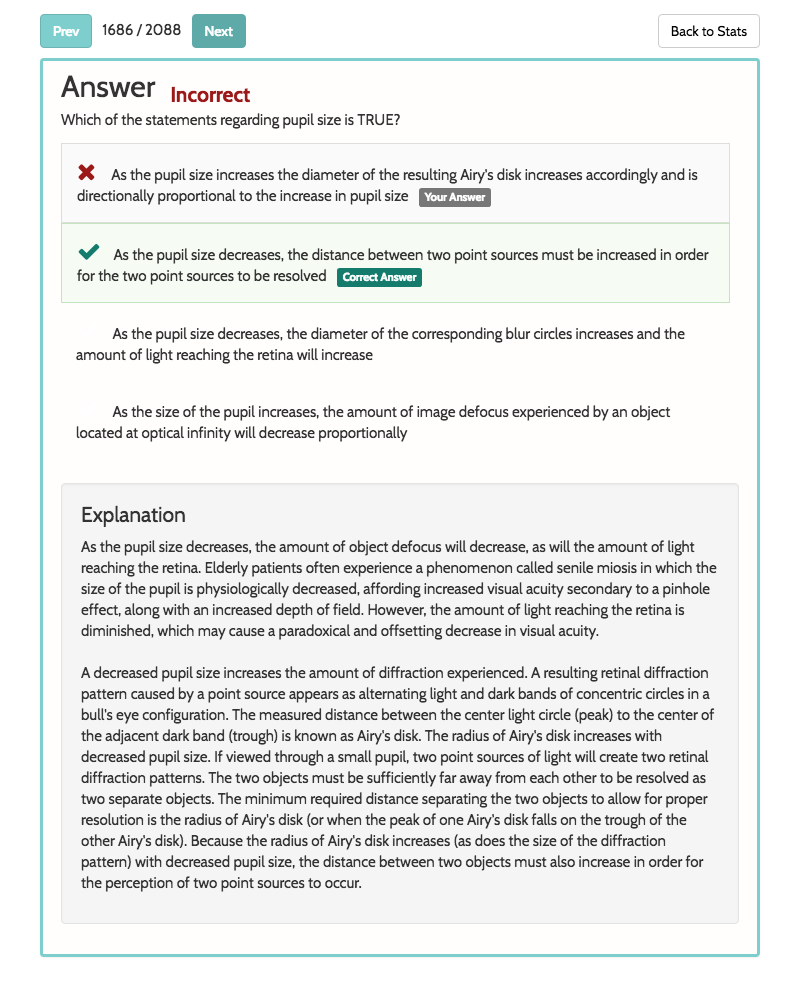 Prev 1686 / 2088 Next Back to Stats
Answer Incorrect
Which of the statements regarding pupil size is TRUE?
As the pupil size increases the diameter of the resulting Airy's disk increases accordingly and is
directionally proportional to the increase in pupil size Your Answer
As the pupil size decreases, the distance between two point sources must be increased in order
for the two point sources to be resolved Correct Answer
As the pupil size decreases, the diameter of the corresponding blur circles increases and the
amount of light reaching the retina will increase
As the size of the pupil increases, the amount of image defocus experienced by an object
located at optical infinity will decrease proportionally
Explanation
As the pupil size decreases, the amount of object defocus will decrease, as will the amount of light
reaching the retina. Elderly patients often experience a phenomenon called senile miosis in which the
size of the pupil is physiologically decreased, affording increased visual acuity secondary to a pinhole
effect, along with an increased depth of field. However, the amount of light reaching the retina is
diminished, which may cause a paradoxical and offsetting decrease in visual acuity.
A decreased pupil size increases the amount of diffraction experienced. A resulting retinal diffraction
pattern caused by a point source appears as alternating light and dark bands of concentric circles in a
bull's eye configuration. The measured distance between the center light circle (peak) to the center of
the adjacent dark band (trough) is known as Airy's disk. The radius of Airy's disk increases with
decreased pupil size. If viewed through a small pupil, two point sources of light will create two retinal
diffraction patterns. The two objects must be sufficiently far away from each other to be resolved as
two separate objects. The minimum required distance separating the two objects to allow for proper
resolution is the radius of Airy's disk (or when the peak of one Airy's disk falls on the trough of the
other Airy's disk). Because the radius of Airy's disk increases (as does the size of the diffraction
pattern) with decreased pupil size, the distance between two objects must also increase in order for
the perception of two point sources to occur.